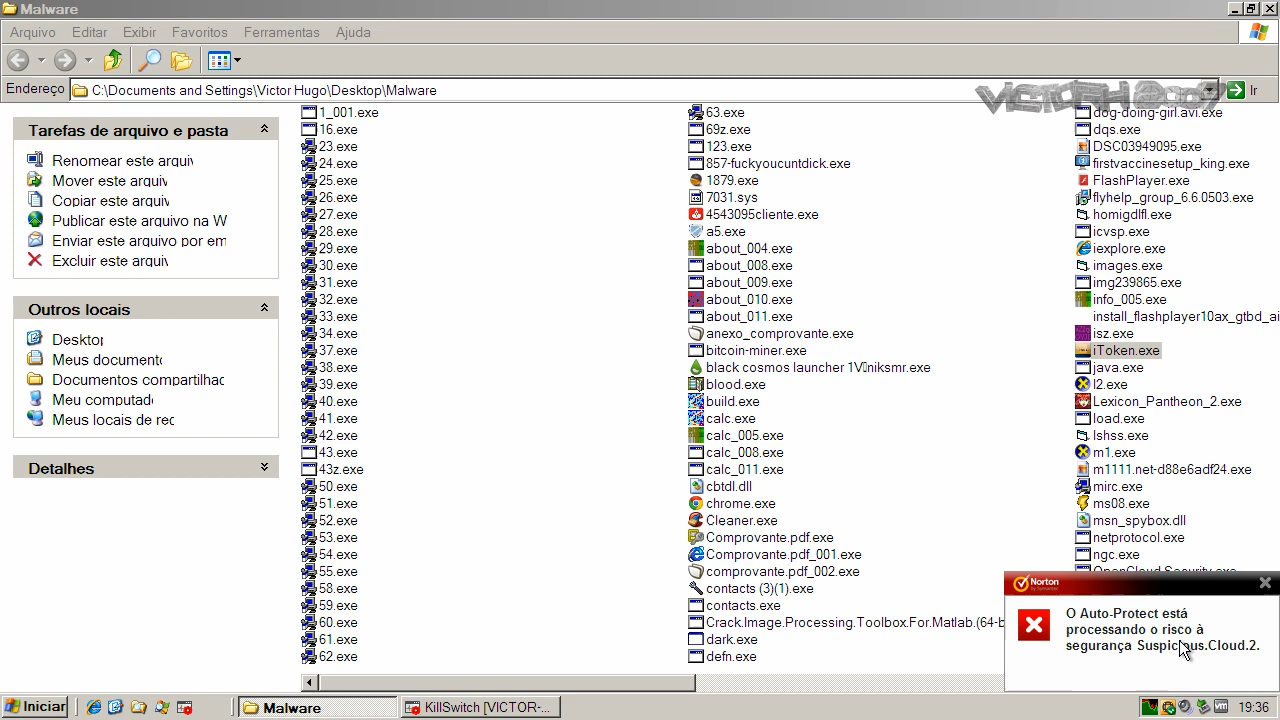 Malware
Arquivo Editar Exibir Favoritos Ferramentas Ajuda
Endereço C:\Documents and Settings\Victor Hugo\Desktop\Malware Ir
Tarefas de arquivo e pasta
Renomear este arquiv
Mover este arquiv
Copiar este arquiv
Publicar este arquivo na W
Enviar este arquivo por em
Excluir este arquiv
Outros locais
Desktop
Meus documento
Documentos compartilhac
Meu computad
Meus locais de rec
Detalhes
1_001.exe
16.exe
23.exe
24.exe
25.exe
26.exe
27.exe
28.exe
29.exe
30.exe
31.exe
32.exe
33.exe
34.exe
37.exe
38.exe
39.exe
40.exe
41.exe
42.exe
43.exe
43z.exe
50.exe
51.exe
52.exe
53.exe
54.exe
55.exe
58.exe
59.exe
60.exe
61.exe
62.exe
63.exe
69z.exe
123.exe
857-fuckyoucuntdick.exe
1879.exe
7031.sys
4543095cliente.exe
a5.exe
about_004.exe
about_008.exe
about_009.exe
about_010.exe
about_011.exe
anexo_comprovante.exe
bitcoin-miner.exe
black cosmos launcher 1V▯niksmr.exe
blood.exe
build.exe
calc.exe
calc_005.exe
calc_008.exe
calc_011.exe
cbtdl.dll
chrome.exe
Cleaner.exe
Comprovante.pdf.exe
Comprovante.pdf_001.exe
comprovante.pdf_002.exe
contacts (3)(1).exe
contacts.exe
Crack.Image.Processing.Toolbox.For.Matlab.(64-b
dark.exe
defn.exe
dog-doing-girl.avi.exe
dqs.exe
DSC03949095.exe
firstvaccinesetup_king.exe
FlashPlayer.exe
flyhelp_group_6.6.0503.exe
homigdlfl.exe
icvsp.exe
iexplore.exe
images.exe
img299865.exe
info_005.exe
install_flashplayer10ax_gtbd_ai
isz.exe
iToken.exe
java.exe
l2.exe
Lexicon_Pantheon_2.exe
load.exe
lshss.exe
m1.exe
m1111.net-d88e6adf24.exe
mirc.exe
ms08.exe
msn_spybox.dll
netprotocol.exe
ngc.exe
OpenCloud Security.exe
Norton
by Symantec
O Auto-Protect está
processando o risco à
segurança Suspicious.Cloud.2.
Iniciar Malware KillSwitch [VICTOR-... 19:36